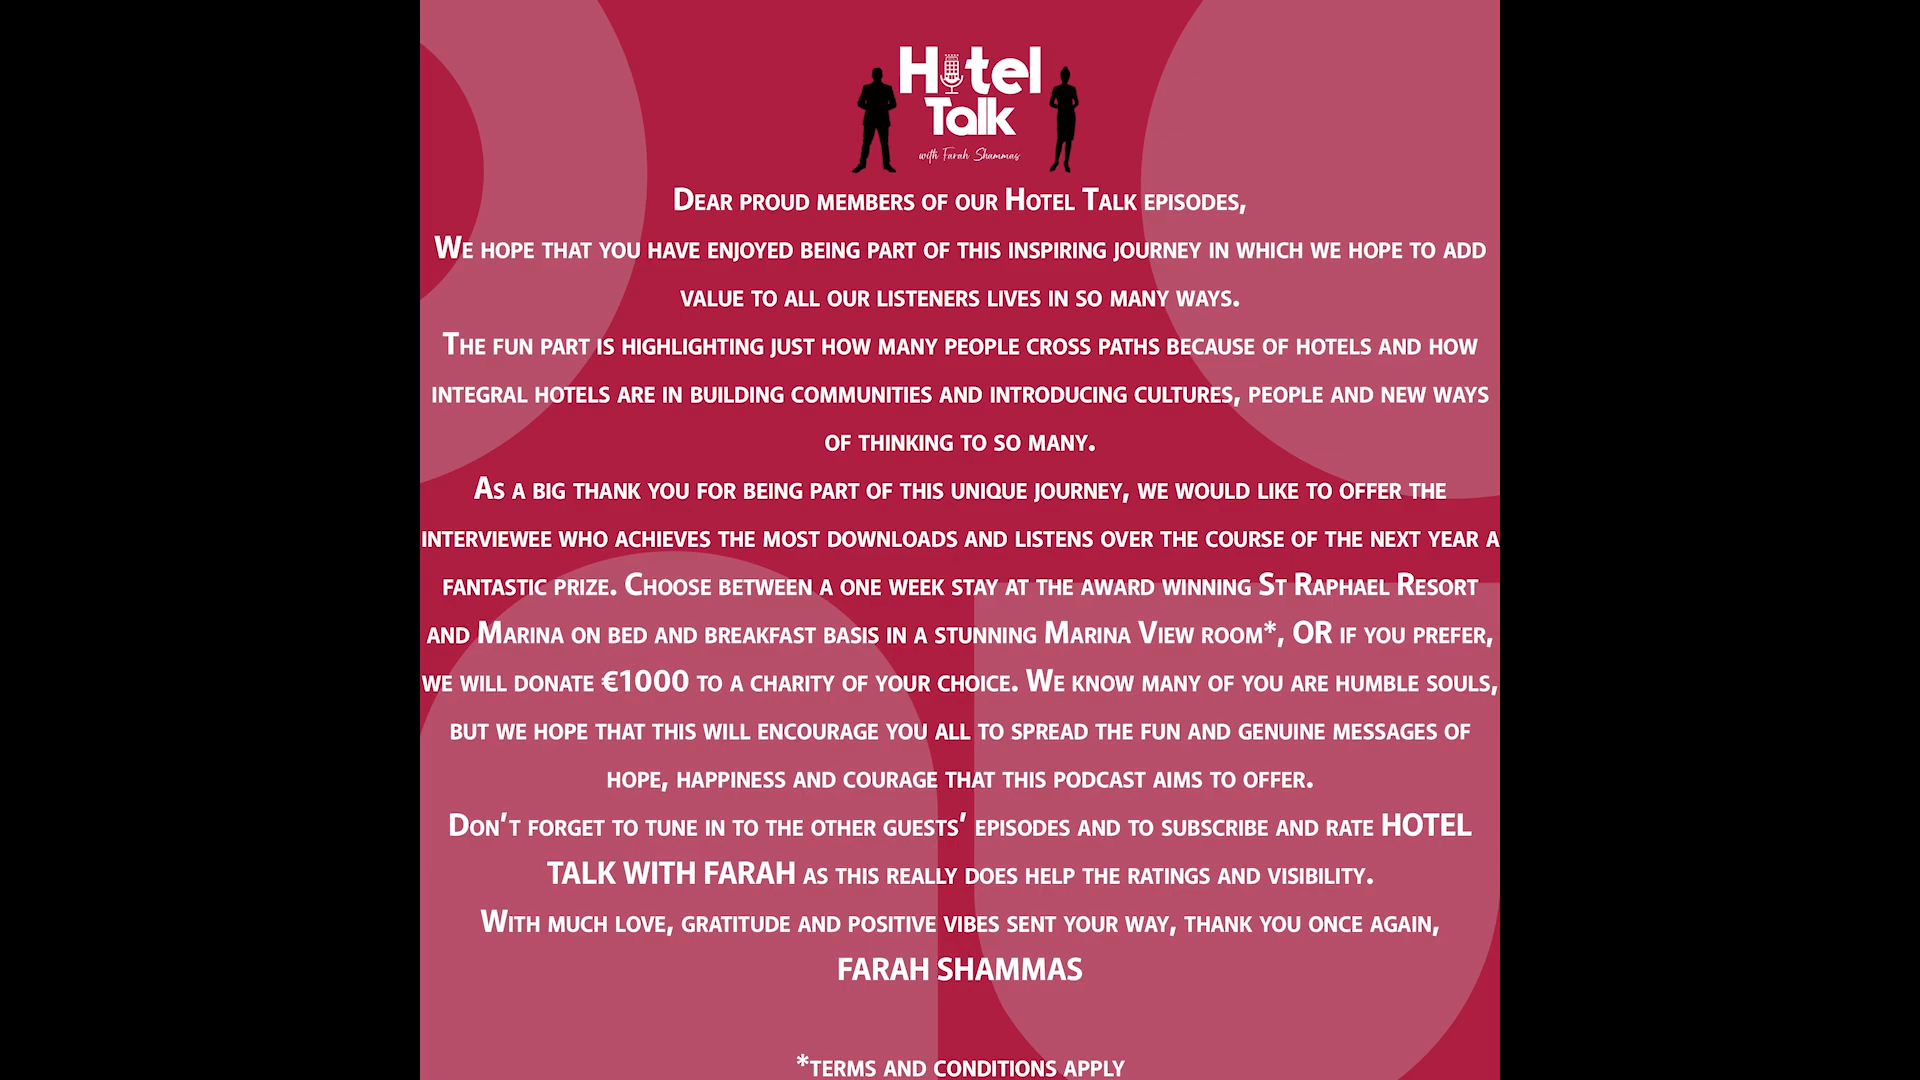 Hotel
Talk
with Farah Shammas
Dear proud members of our Hotel Talk episodes,
We hope that you have enjoyed being part of this inspiring journey in which we hope to add
value to all our listeners lives in so many ways.
The fun part is highlighting just how many people cross paths because of hotels and how
integral hotels are in building communities and introducing cultures, people and new ways
of thinking to so many.
As a big thank you for being part of this unique journey, we would like to offer the
interviewee who achieves the most downloads and listens over the course of the next year a
fantastic prize. Choose between a one week stay at the award winning St Raphael Resort
and Marina on bed and breakfast basis in a stunning Marina View room*, OR if you prefer,
we will donate €1000 to a charity of your choice. We know many of you are humble souls,
but we hope that this will encourage you all to spread the fun and genuine messages of
hope, happiness and courage that this podcast aims to offer.
Don't forget to tune in to the other guests' episodes and to subscribe and rate HOTEL
TALK WITH FARAH as this really does help the ratings and visibility.
With much love, gratitude and positive vibes sent your way, thank you once again,
FARAH SHAMMAS
*terms and conditions apply